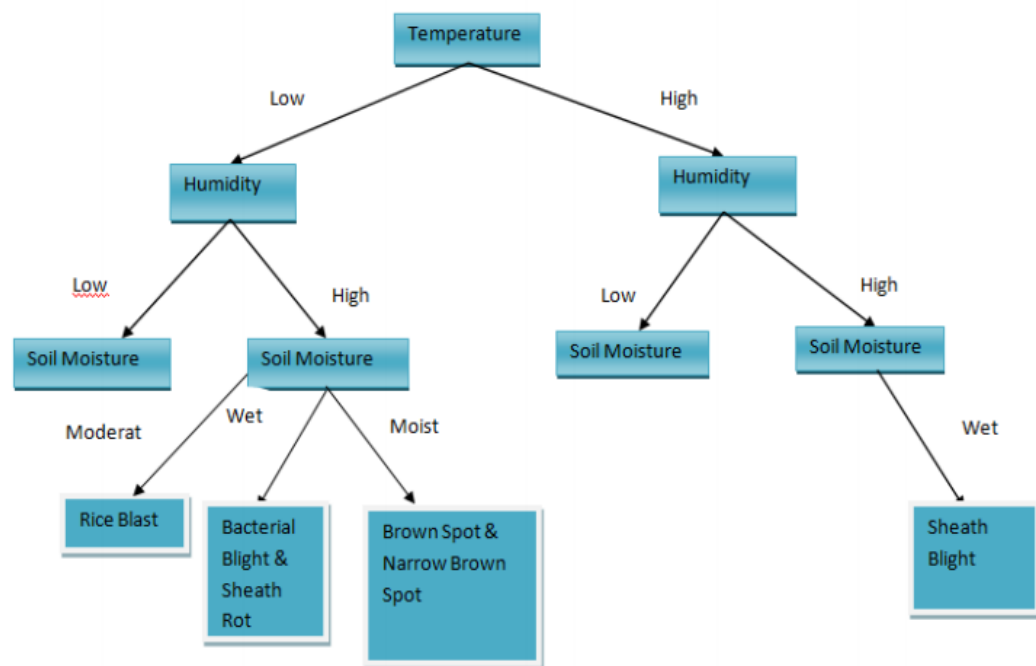 Temperature
Low
High
Humidity
Humidity
Low
High
Low
High
Soil Moisture
Soil Moisture
Soil Moisture
Soil Moisture
Moderat
Wet
Moist
Wet
Rice Blast
Bacterial
Blight &
Sheath
Rot
Brown Spot &
Narrow Brown
Spot
Sheath
Blight